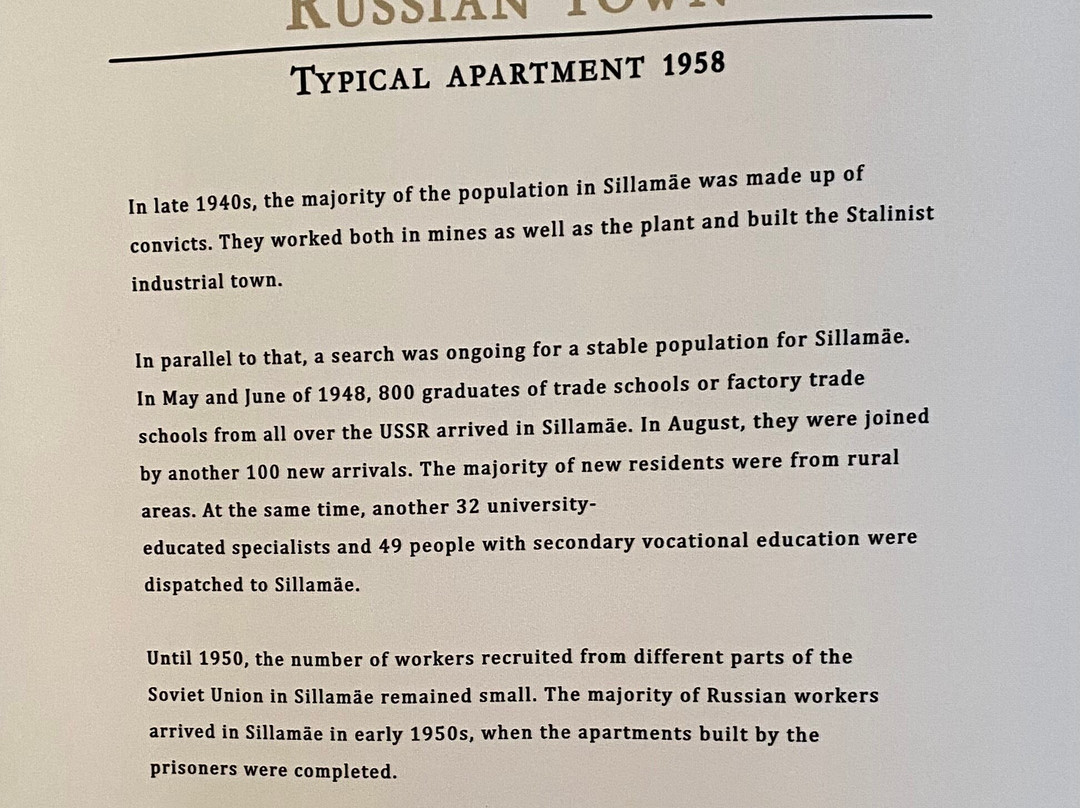 RUSSIAN TOWN
TYPICAL APARTMENT 1958
In late 1940s, the majority of the population in Sillamäe was made up of
convicts. They worked both in mines as well as the plant and built the Stalinist
industrial town.
In parallel to that, a search was ongoing for a stable population for Sillamäe.
In May and June of 1948, 800 graduates of trade schools or factory trade
schools from all over the USSR arrived in Sillamäe. In August, they were joined
by another 100 new arrivals. The majority of new residents were from rural
areas. At the same time, another 32 university-
educated specialists and 49 people with secondary vocational education were
dispatched to Sillamäe.
Until 1950, the number of workers recruited from different parts of the
Soviet Union in Sillamäe remained small. The majority of Russian workers
arrived in Sillamäe in early 1950s, when the apartments built by the
prisoners were completed.